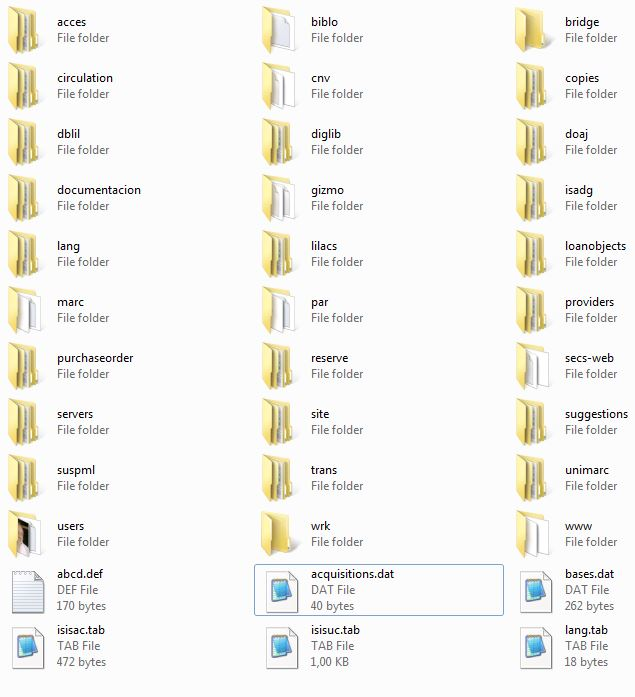 acces
File folder
biblo
File folder
bridge
File folder
circulation
File folder
cnv
File folder
copies
File folder
dblil
File folder
diglib
File folder
doaj
File folder
documentacion
File folder
gizmo
File folder
isadg
File folder
lang
File folder
lilacs
File folder
loanobjects
File folder
marc
File folder
par
File folder
providers
File folder
purchaseorder
File folder
reserve
File folder
secs-web
File folder
servers
File folder
site
File folder
suggestions
File folder
suspml
File folder
trans
File folder
unimarc
File folder
users
File folder
wrk
File folder
www
File folder
abcd.def
DEF File
170 bytes
acquisitions.dat
DAT File
40 bytes
bases.dat
DAT File
262 bytes
isisac.tab
TAB File
472 bytes
isisuc.tab
TAB File
1,00 KB
lang.tab
TAB File
18 bytes